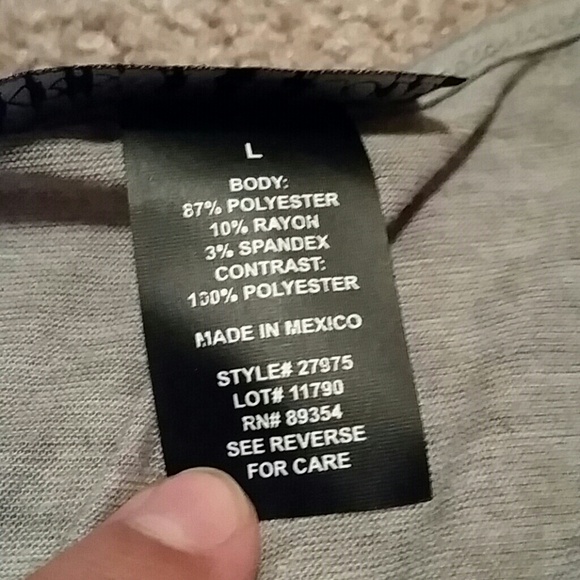 L
BODY:
87% POLYESTER
10% RAYON
3% SPANDEX
CONTRAST:
100% POLYESTER
MADE IN MEXICO
STYLE# 27975
LOT# 11790
RN# 89354
SEE REVERSE
FOR CARE